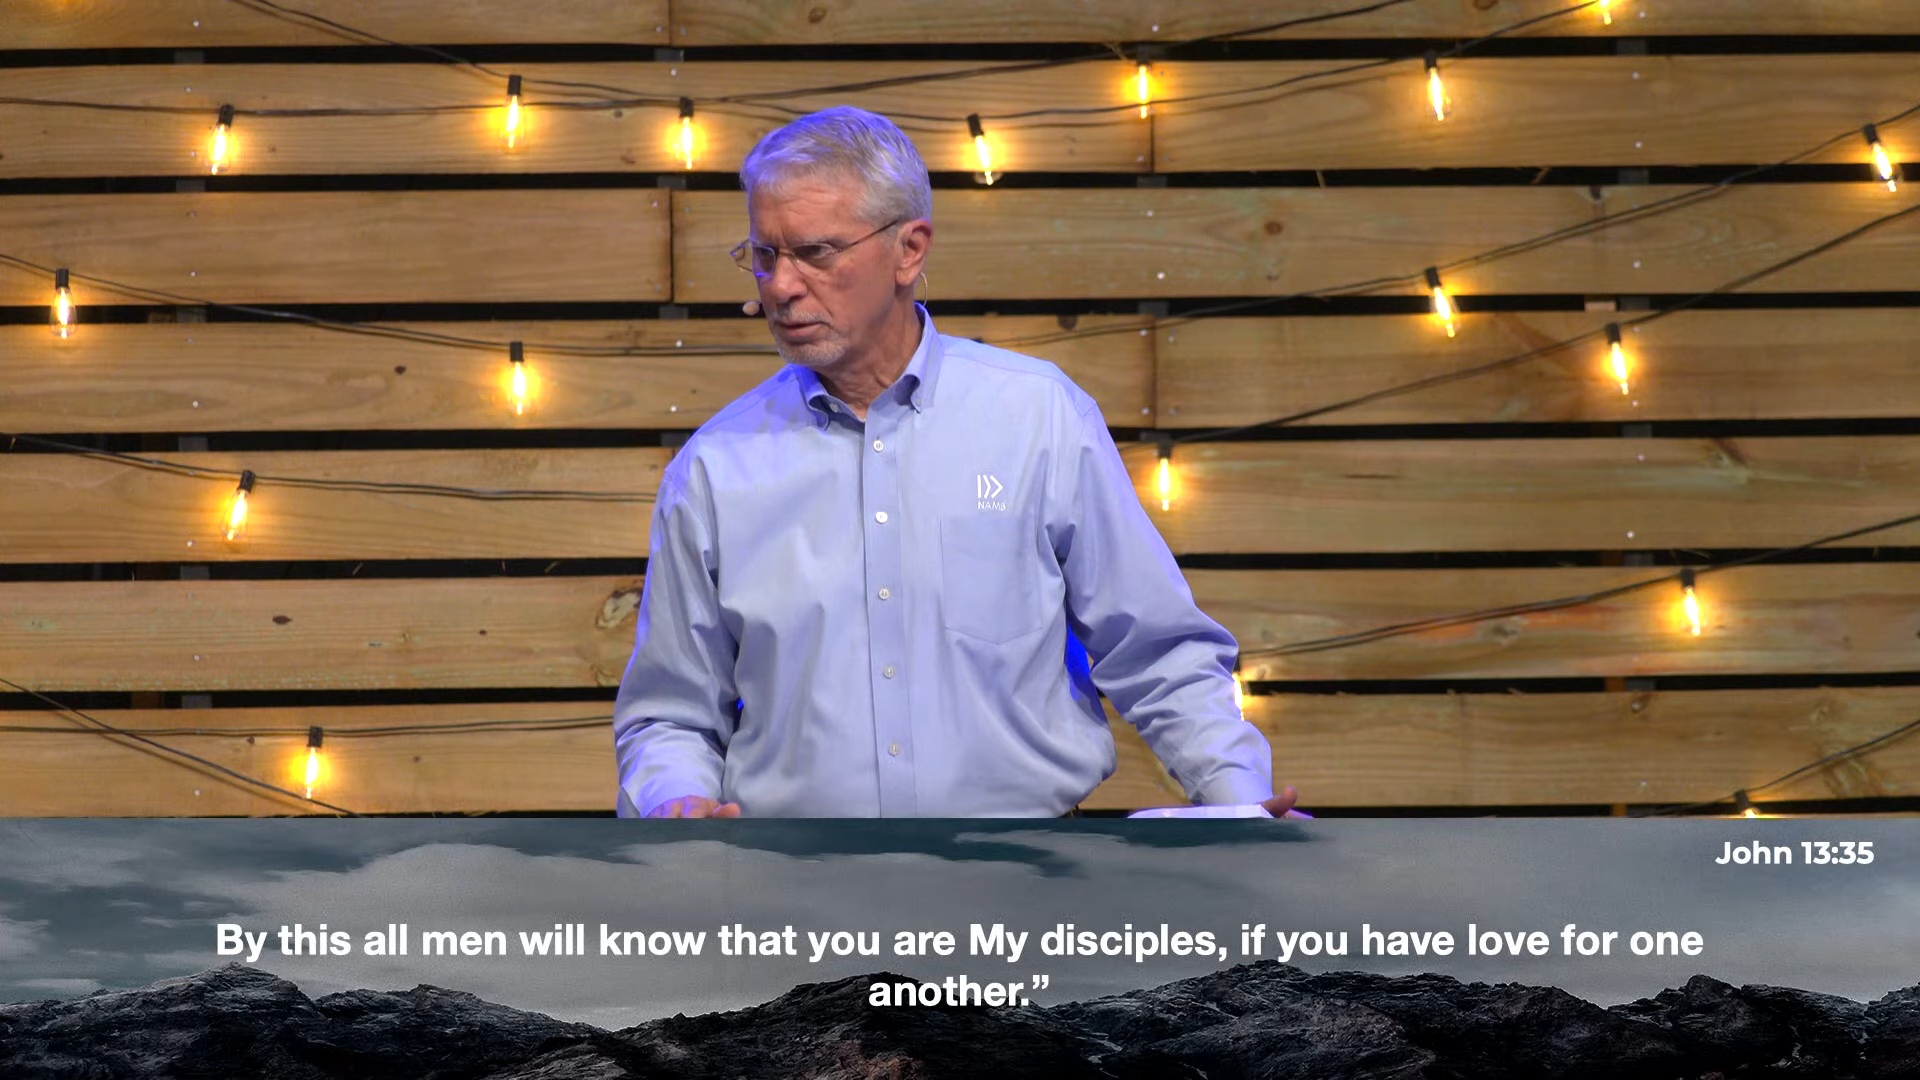 NAMB
John 13:35
By this all men will know that you are My disciples, if you have love for one
another.”